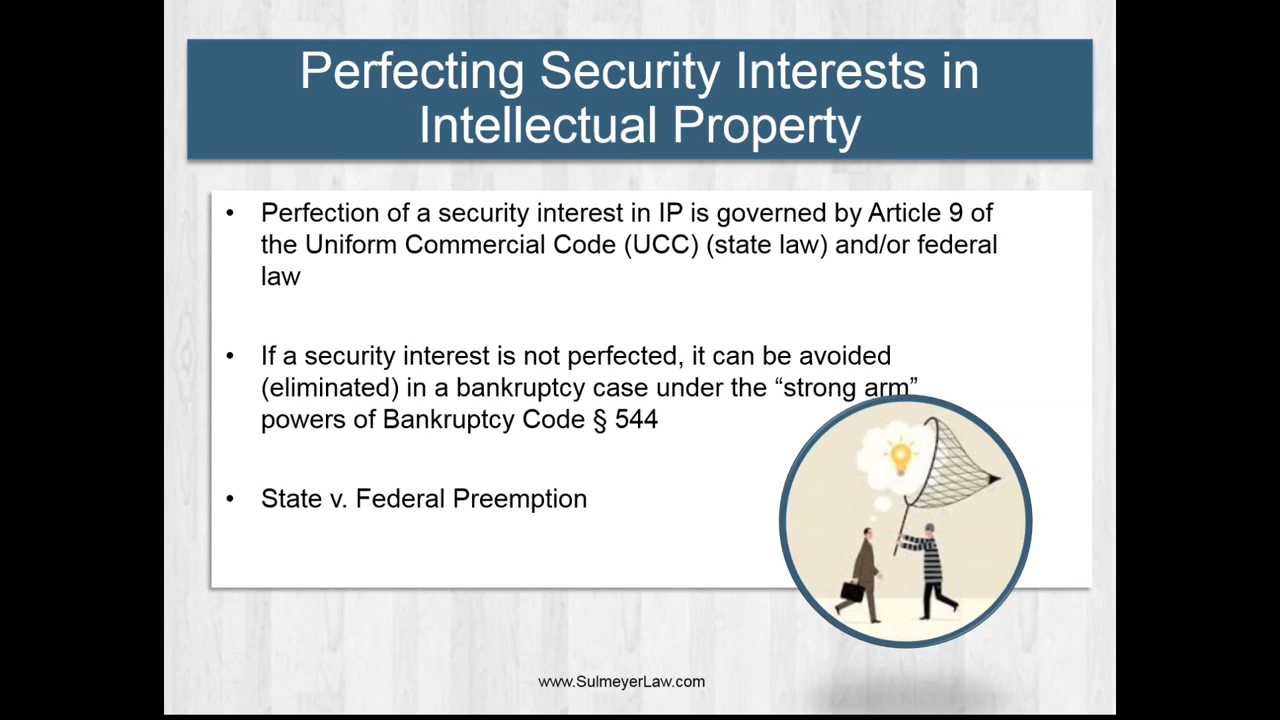 Perfecting Security Interests in
Intellectual Property
• Perfection of a security interest in IP is governed by Article 9 of
the Uniform Commercial Code (UCC) (state law) and/or federal
law
• If a security interest is not perfected, it can be avoided
(eliminated) in a bankruptcy case under the “strong arm”
powers of Bankruptcy Code § 544
• State v. Federal Preemption
www.SulmeyerLaw.com